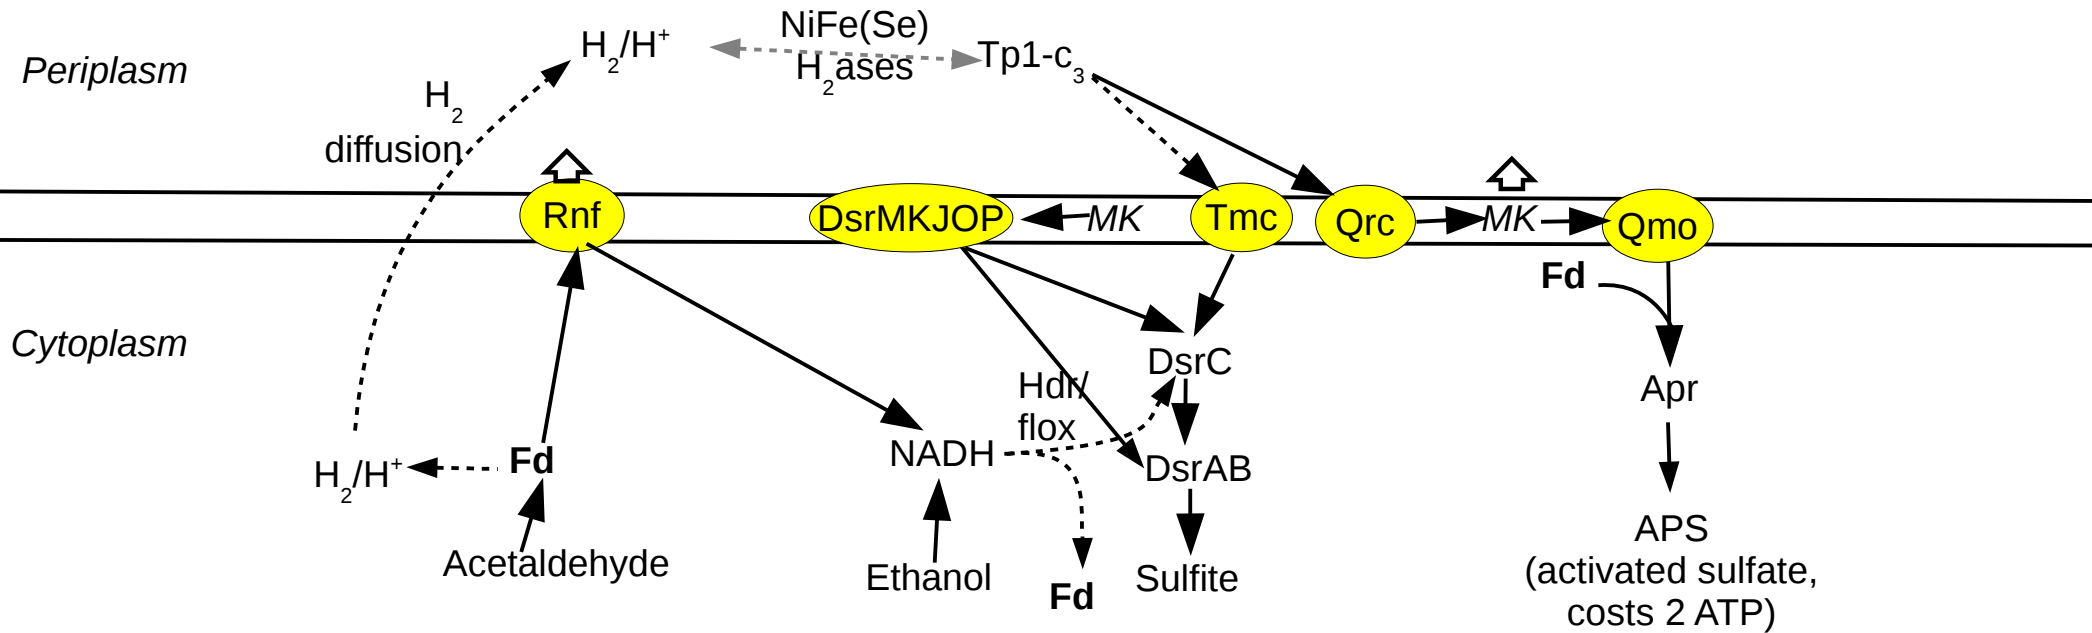 NiFe(Se)
H2/H+
Tp1-c3
H2ases
Periplasm
H2
diffusion
Rnf
DsrMKJOP
MK
Tmc
Qrc
MK
Qmo
Fd
Cytoplasm
DsrC
Hdr/
flox
Apr
NADH
H2/H+
Fd
DsrAB
Acetaldehyde
Ethanol
Fd
Sulfite
APS
(activated sulfate,
costs 2 ATP)